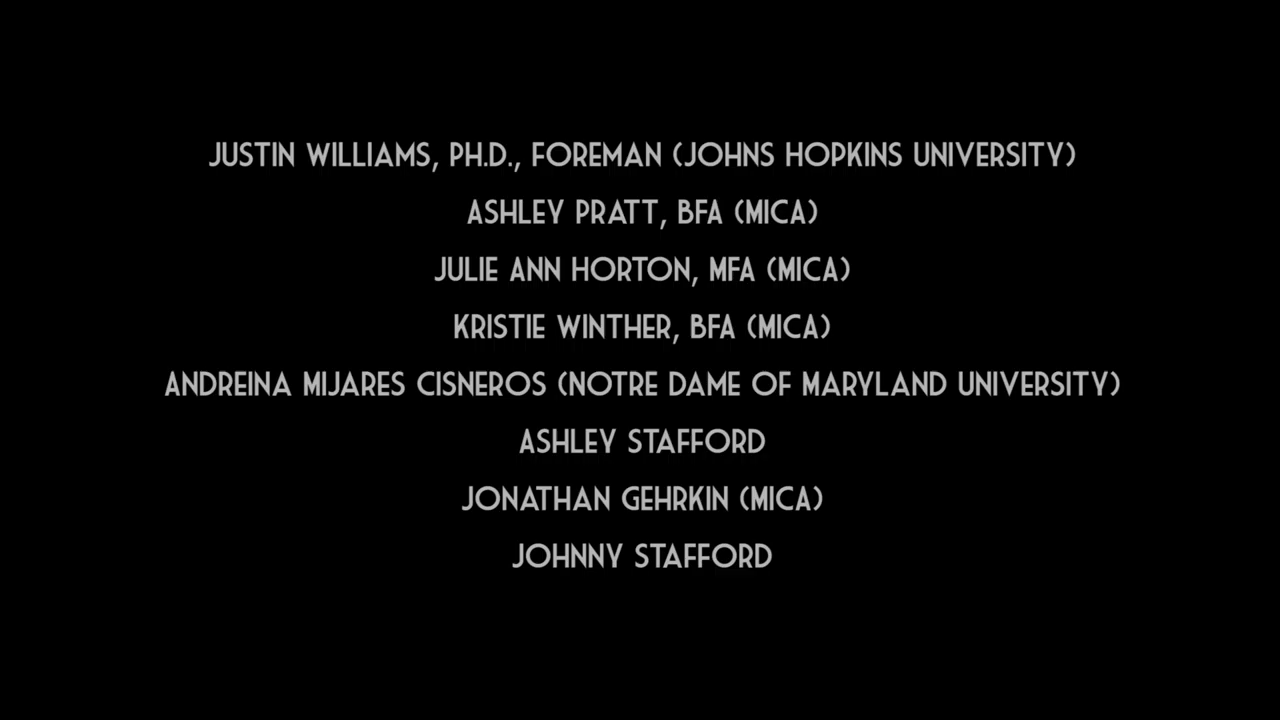 JUSTIN WILLIAMS, PH.D., FOREMAN (JOHNS HOPKINS UNIVERSITY)
ASHLEY PRATT, BFA (MICA)
JULIE ANN HORTON, MFA (MICA)
KRISTIE WINTHER, BFA (MICA)
ANDREINA MIJARES CISNEROS (NOTRE DAME OF MARYLAND UNIVERSITY)
ASHLEY STAFFORD
JONATHAN GEHRKIN (MICA)
JOHNNY STAFFORD